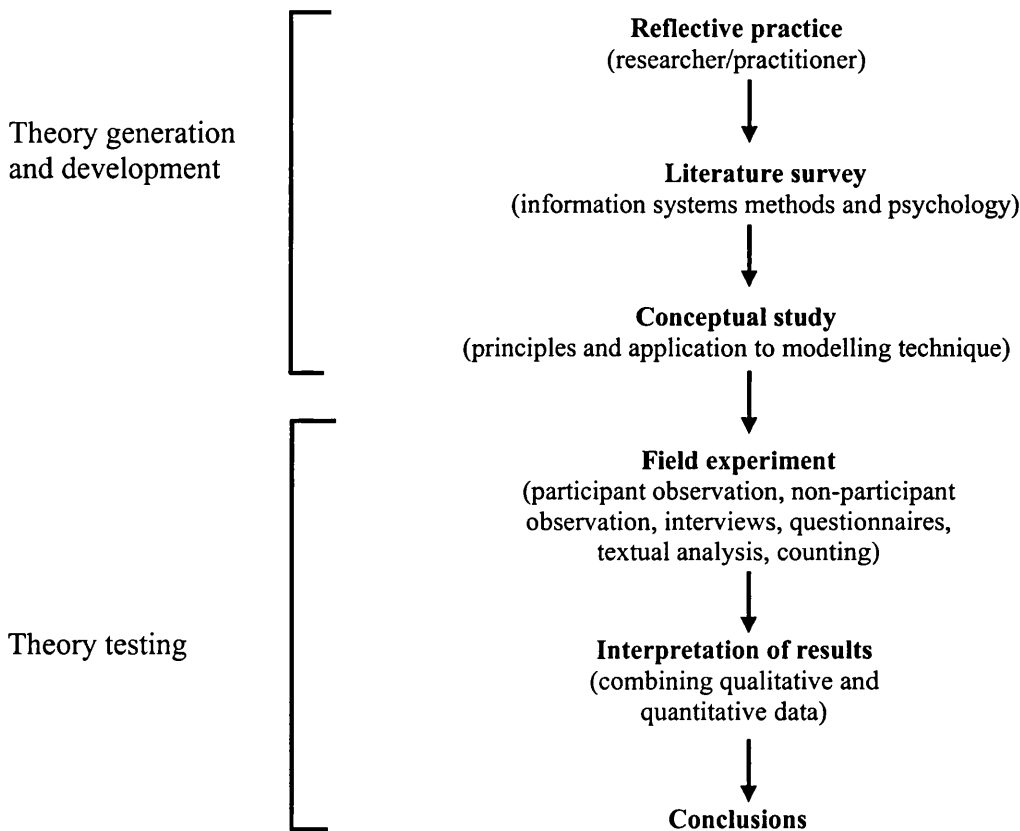 Reflective practice
(researcher/practitioner)
Theory generation
and development
Literature survey
(information systems methods and psychology)
Conceptual study
(principles and application to modelling technique)
Field experiment
(participant observation, non-participant
observation, interviews, questionnaires,
textual analysis, counting)
Theory testing
Interpretation of results
(combining qualitative and
quantitative data)
Conclusions